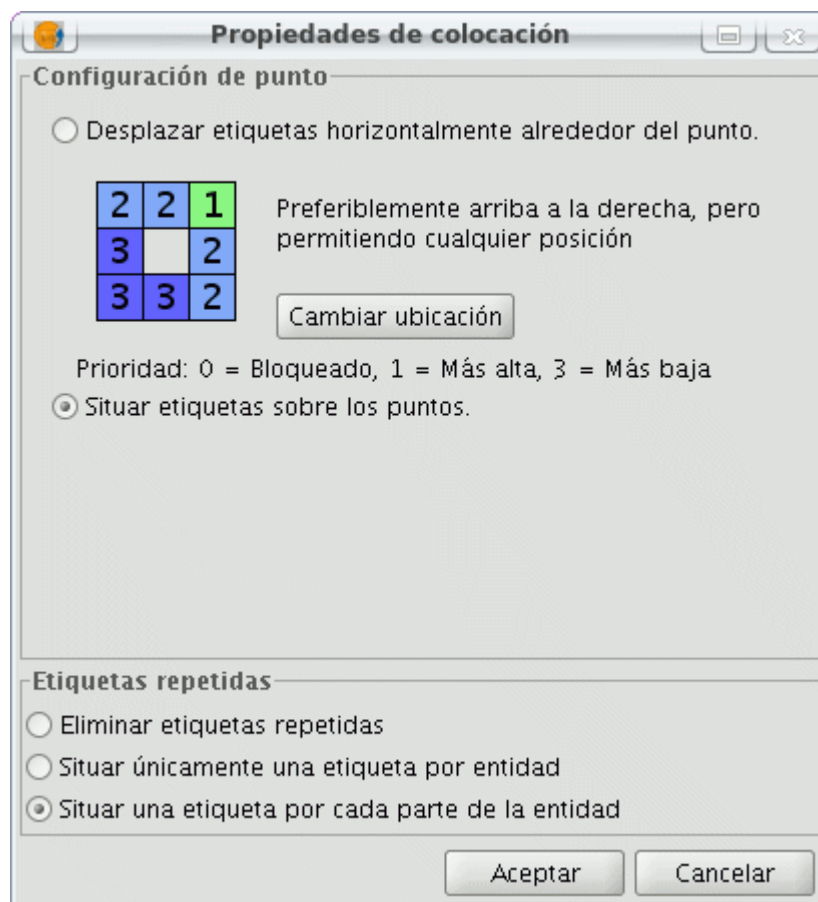 Propiedades de colocación
Configuración de punto
Desplazar etiquetas horizontalmente alrededor del punto.
2 2 1
3 2
3 3 2
Preferiblemente arriba a la derecha, pero
permitiendo cualquier posición
Cambiar ubicación
Prioridad: 0 = Bloqueado, 1 = Más alta, 3 = Más baja
Situar etiquetas sobre los puntos.
Etiquetas repetidas
Eliminar etiquetas repetidas
Situar únicamente una etiqueta por entidad
Situar una etiqueta por cada parte de la entidad
Aceptar Cancelar